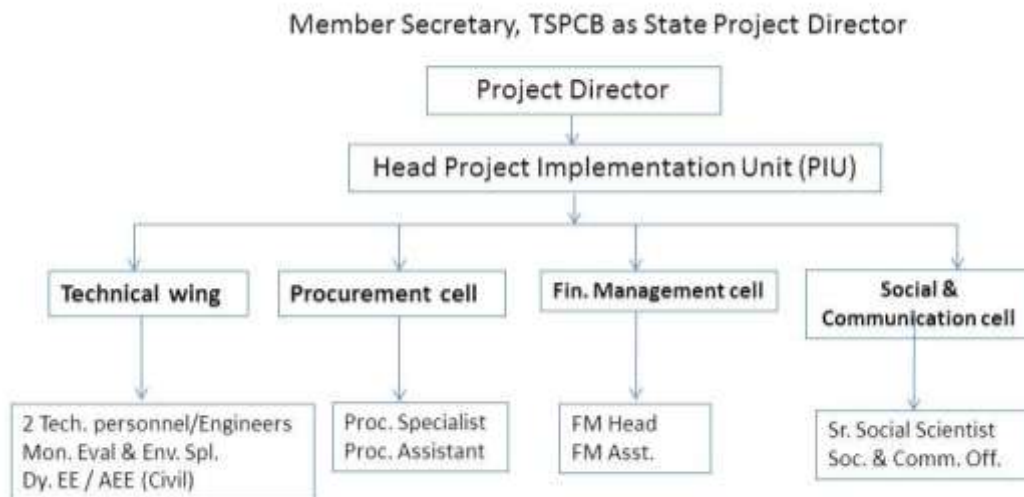 Member Secretary, TSPCB as State Project Director
Project Director
Head Project Implementation Unit (PIU)
Technical wing
Procurement cell
Fin. Management cell
Social &
Communication cell
2 Tech. personnel/Engineers
Mon. Eval & Env. Spl.
Dy. EE / AEE (Civil)
Proc. Specialist
Proc. Assistant
FM Head
FM Asst.
Sr. Social Scientist
Soc. & Comm. Off.